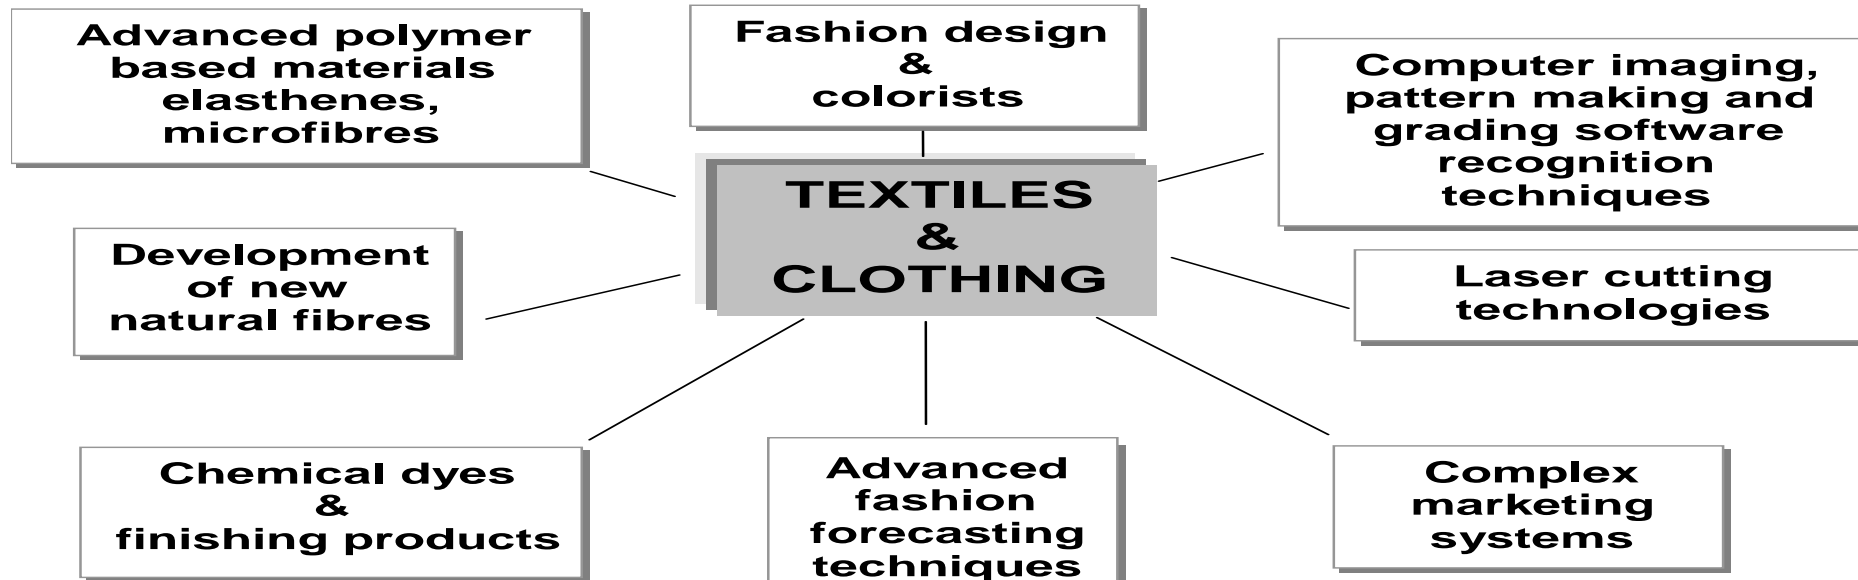 Advanced polymer
based materials
elasthenes,
microfibres
Fashion design
&
colorists
Computer imaging,
pattern making and
grading software
recognition
techniques
TEXTILES
&
CLOTHING
Development
of new
natural fibres
Laser cutting
technologies
Chemical dyes
&
finishing products
Advanced
fashion
forecasting
techniques
Complex
marketing
systems